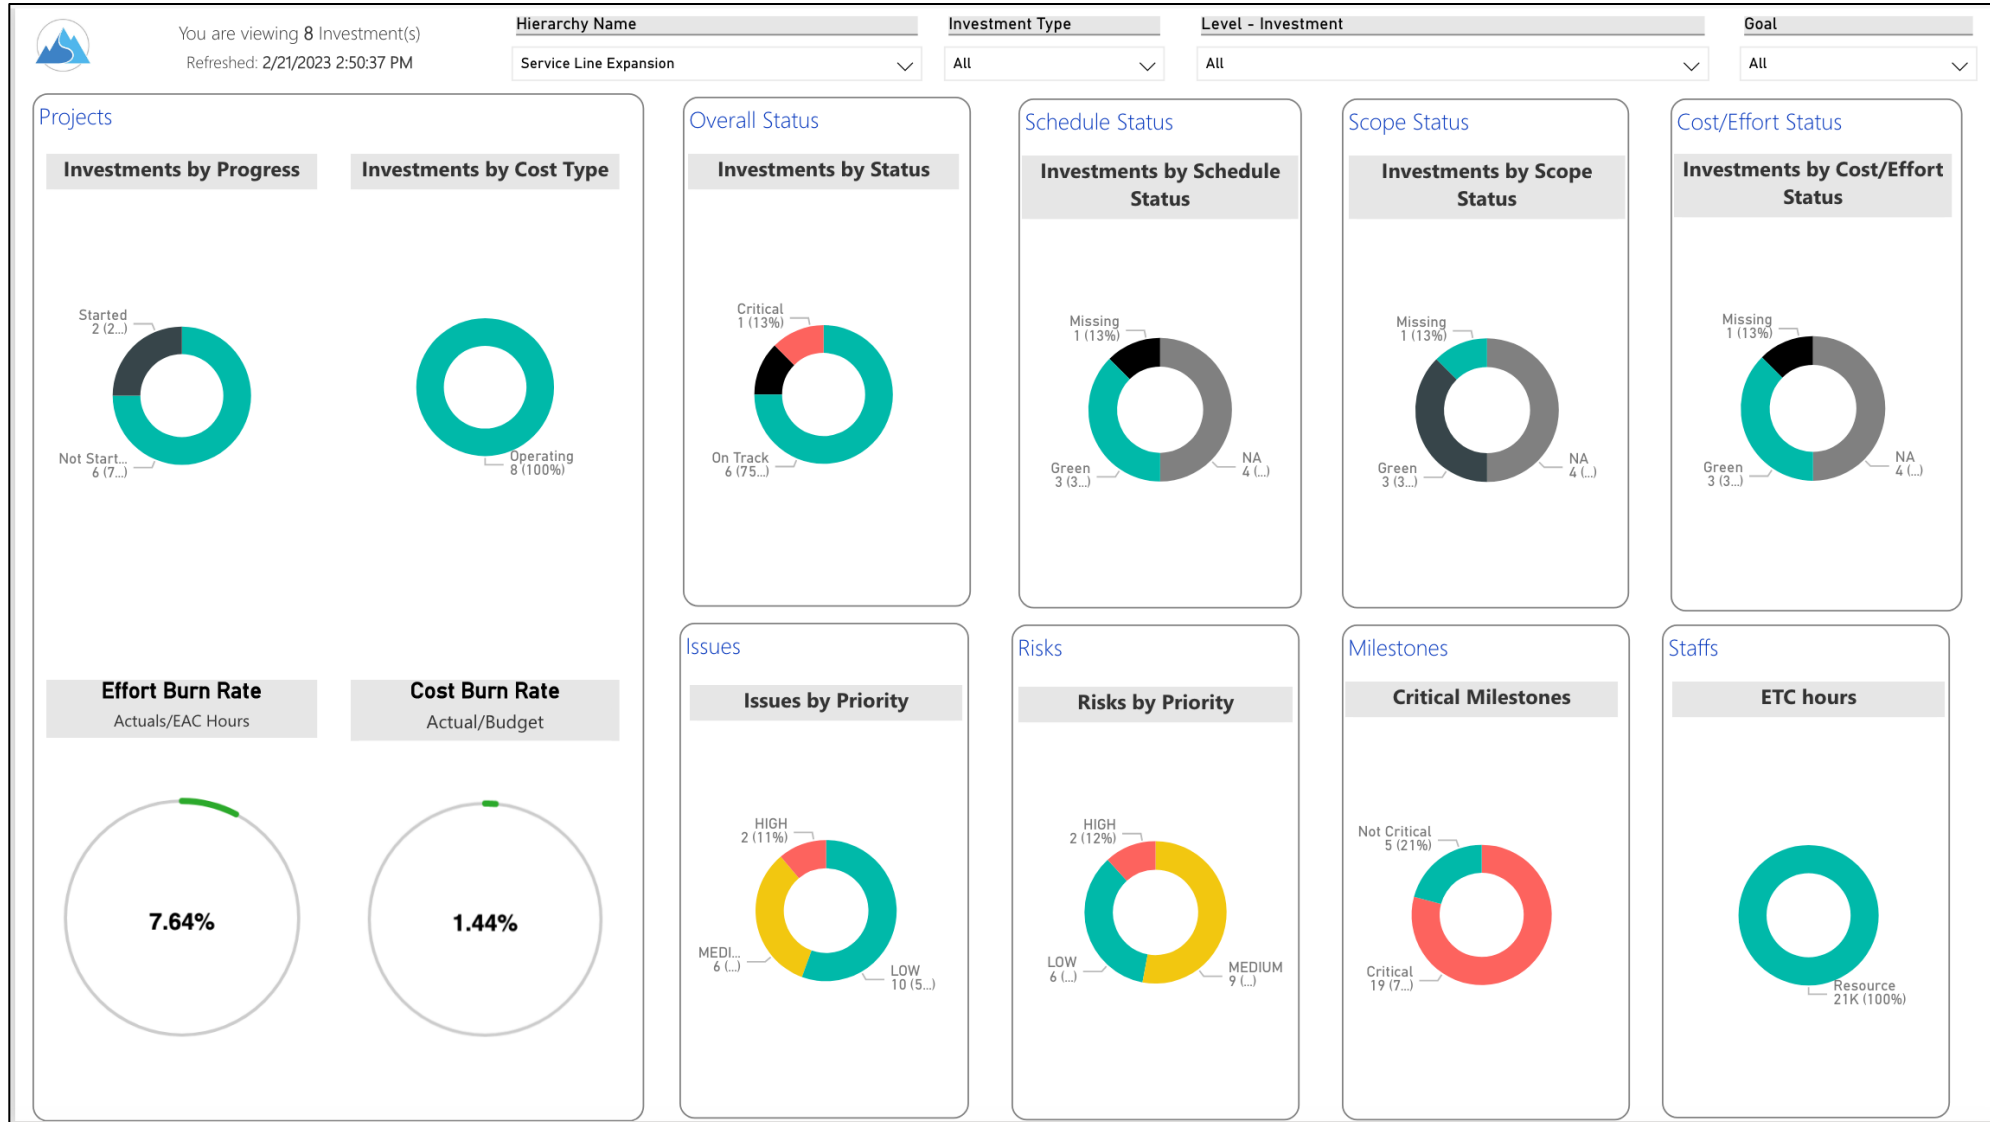 You are viewing 8 Investment(s)
Refreshed: 2/21/2023 2:50:37 PM
Hierarchy Name
Service Line Expansion
Investment Type
All
Level - Investment
All
Goal
All
Projects
Investments by Progress
Started
2 (2...)
Not Start...
6 (7...)
Investments by Cost Type
Operating
8 (100%)
Effort Burn Rate
Actuals/EAC Hours
7.64%
Cost Burn Rate
Actual/Budget
1.44%
Overall Status
Investments by Status
Critical
1 (13%)
On Track
6 (75...)
Schedule Status
Investments by Schedule
Status
Missing
1 (13%)
Green
3 (3...)
NA
4 (...)
Scope Status
Investments by Scope
Status
Missing
1 (13%)
Green
3 (3...)
NA
4 (...)
Cost/Effort Status
Investments by Cost/Effort
Status
Missing
1 (13%)
Green
3 (3...)
NA
4 (...)
Issues
Issues by Priority
HIGH
2 (11%)
MEDI...
6 (...)
LOW
10 (5...)
Risks
Risks by Priority
HIGH
2 (12%)
LOW
6 (...)
MEDIUM
9 (...)
Milestones
Critical Milestones
Not Critical
5 (21%)
Critical
19 (7...)
Staffs
ETC hours
Resource
21K (100%)